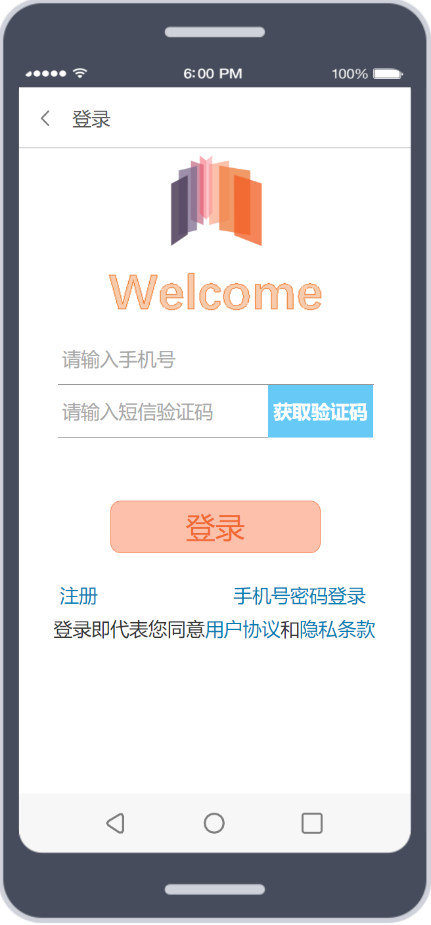 6:00 PM 100%
登录
Welcome
请输入手机号
请输入短信验证码 获取验证码
登录
注册 手机号密码登录
登录即代表您同意用户协议和隐私条款